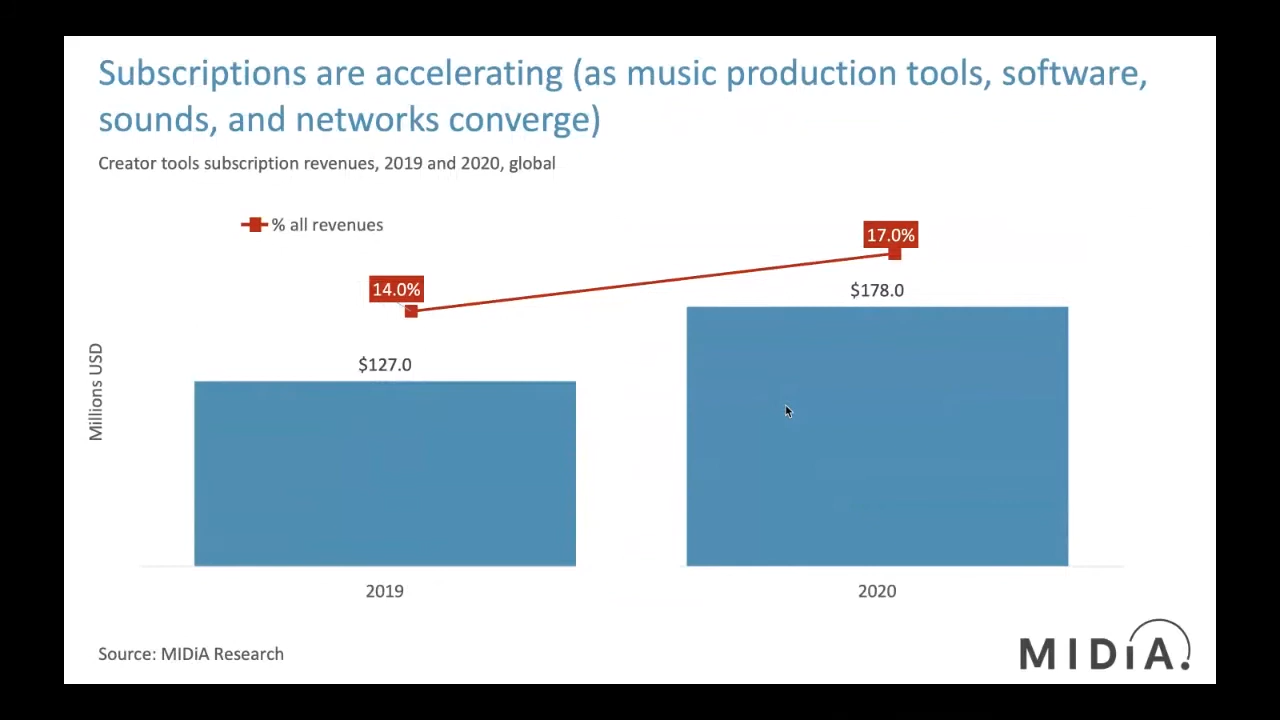 Subscriptions are accelerating (as music production tools, software,
sounds, and networks converge)
Creator tools subscription revenues, 2019 and 2020, global
% all revenues
17.0%
14.0%
$178.0
$127.0
Millions USD
2019
2020
Source: MIDiA Research
MIDiA.